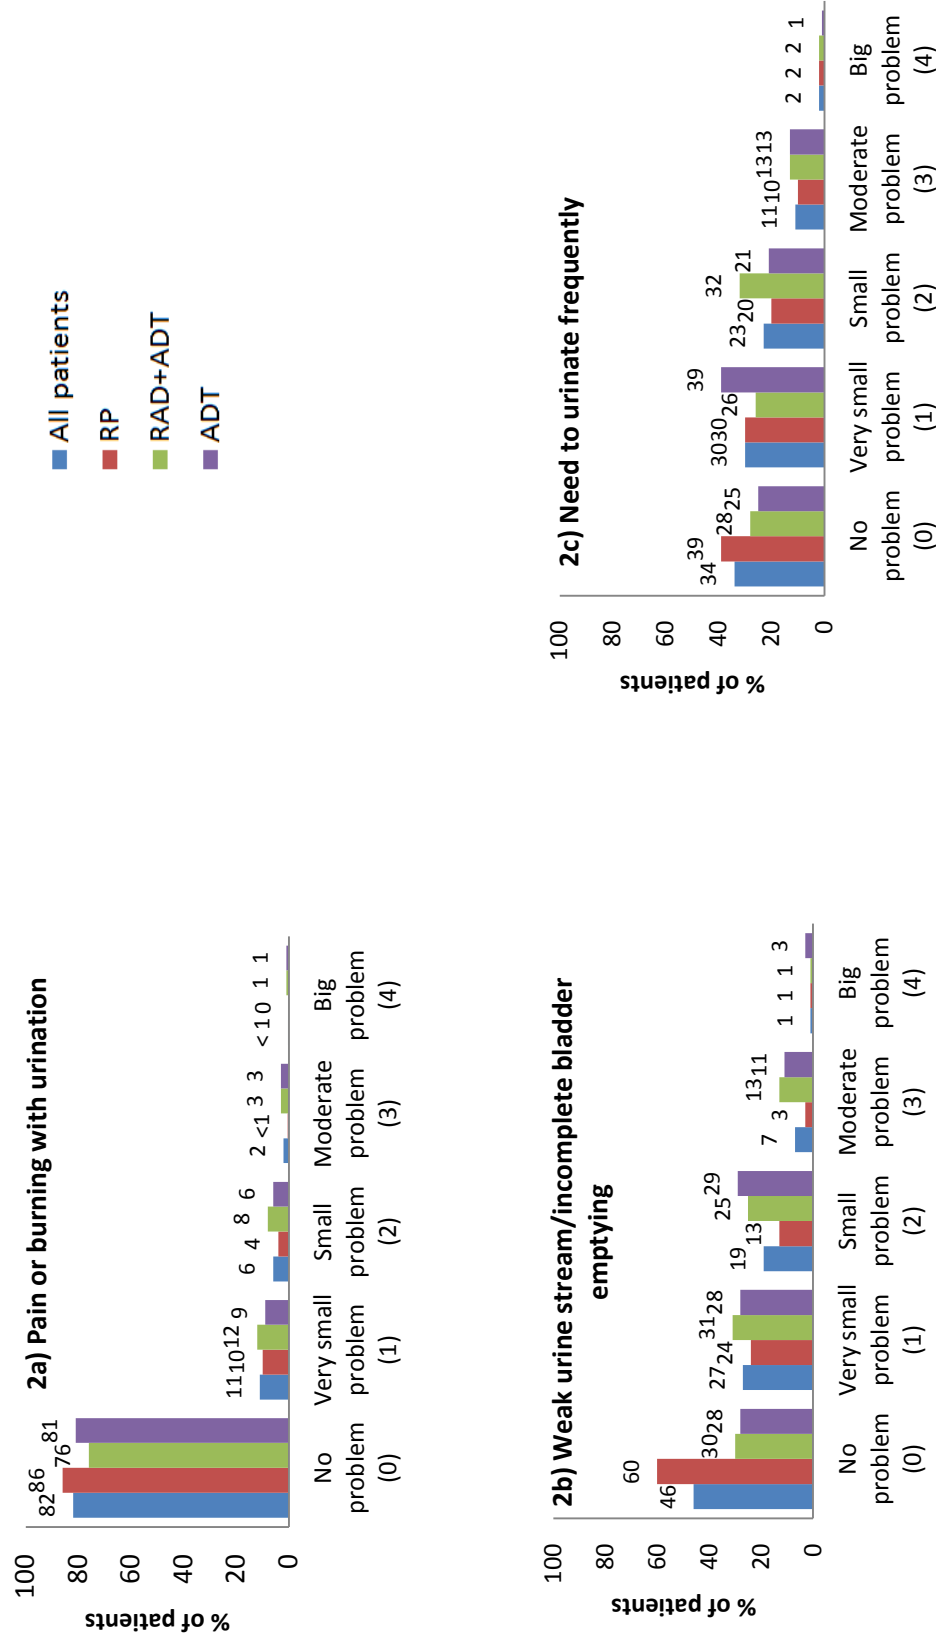 All patients
RP
RAD+ADT
ADT
2a) Pain or burning with urination
% of patients
100
80
60
40
20
0
82 86 76 81
11 10 12 9
6 4 8 6
2 <1 3 3
<1 0 1 1
No Very small Small Moderate Big
problem problem problem problem problem
(0) (1) (2) (3) (4)
2b) Weak urine stream/incomplete bladder
emptying
% of patients
100
80
60
40
20
0
46 60 30 28
27 24 31 28
19 13 25 29
7 3 13 11
1 1 1 3
No Very small Small Moderate Big
problem problem problem problem problem
(0) (1) (2) (3) (4)
2c) Need to urinate frequently
% of patients
100
80
60
40
20
0
34 39 28 25
30 30 26 39
23 20 32 21
11 10 13 13
2 2 2 1
No Very small Small Moderate Big
problem problem problem problem problem
(0) (1) (2) (3) (4)